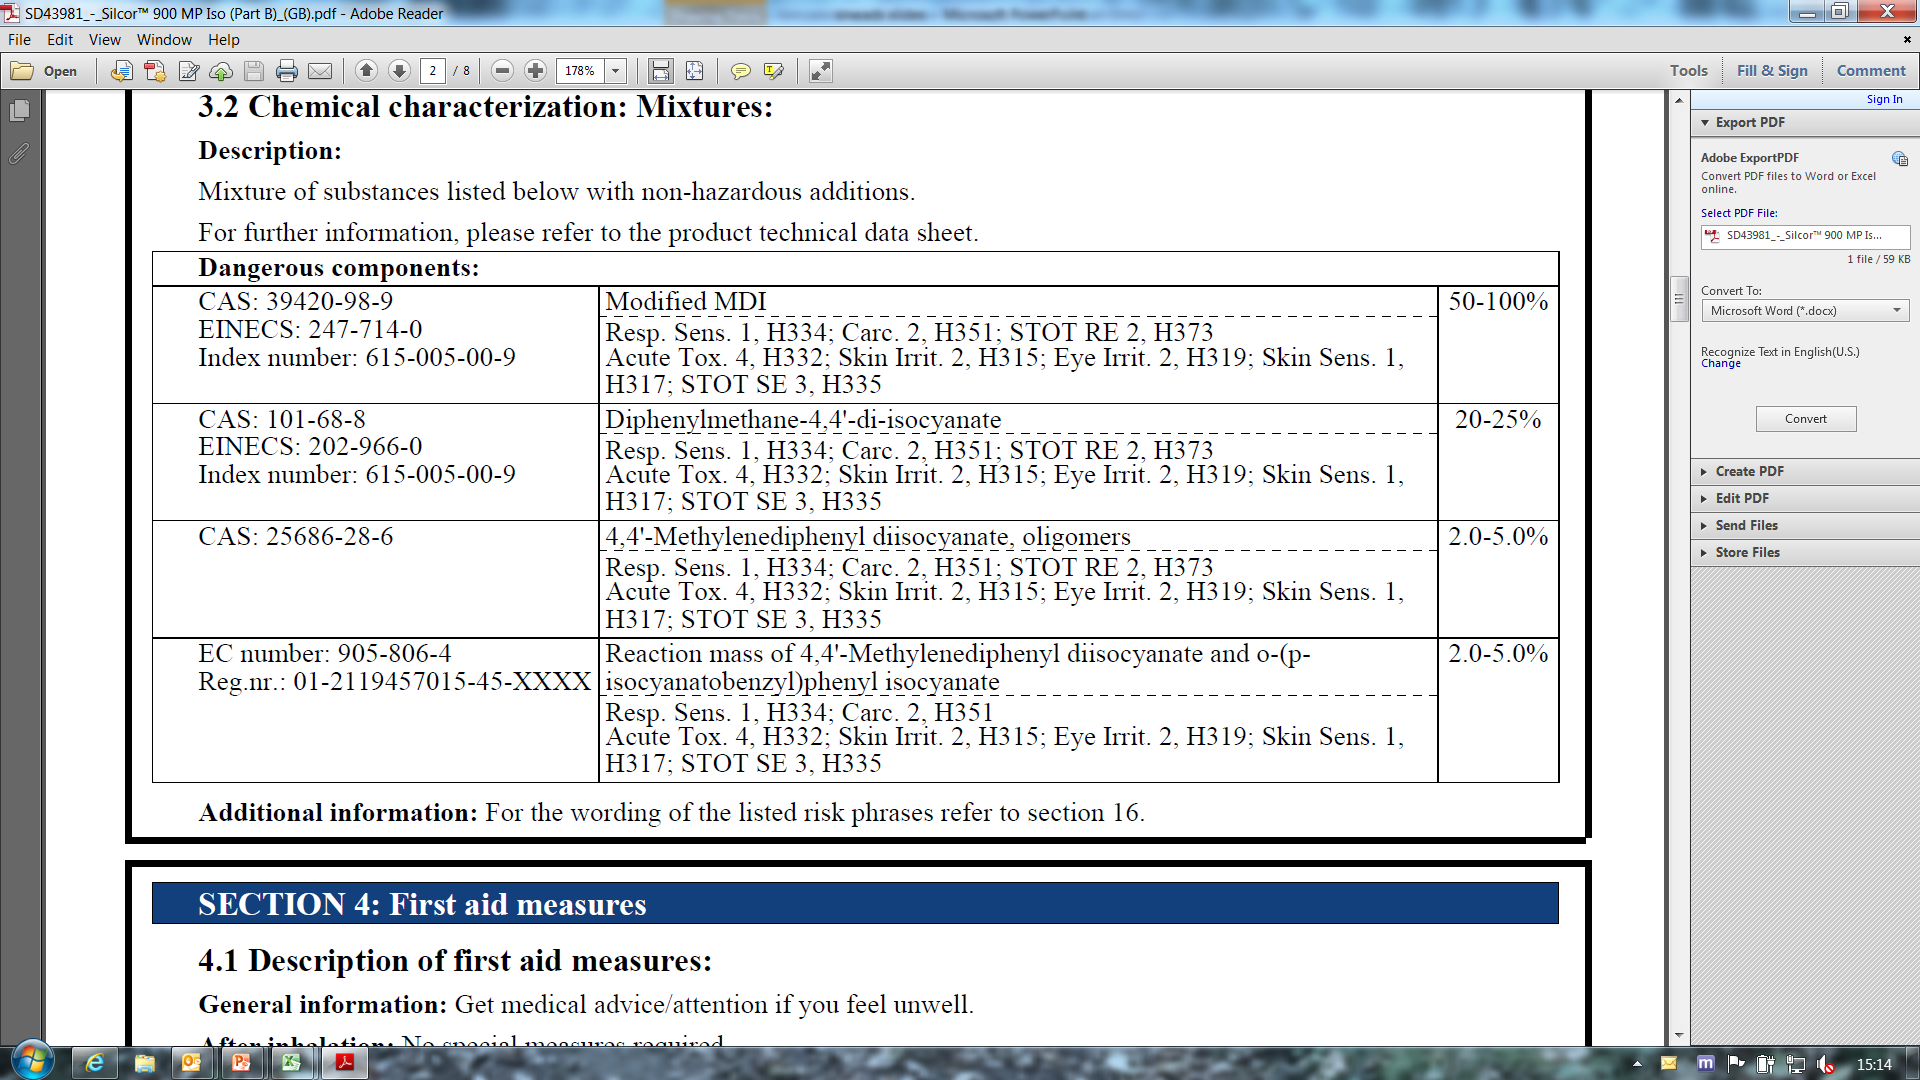 SD43981_-_Silcor™ 900 MP Iso (Part B)_(GB).pdf - Adobe Reader
File Edit View Window Help
Open 2 / 8 178% Tools Fill & Sign Comment
3.2 Chemical characterization: Mixtures:
Description:
Mixture of substances listed below with non-hazardous additions.
For further information, please refer to the product technical data sheet.
Dangerous components:
CAS: 39420-98-9
EINECS: 247-714-0
Index number: 615-005-00-9
Modified MDI
Resp. Sens. 1, H334; Carc. 2, H351; STOT RE 2, H373
Acute Tox. 4, H332; Skin Irrit. 2, H315; Eye Irrit. 2, H319; Skin Sens. 1,
H317; STOT SE 3, H335
50-100%
CAS: 101-68-8
EINECS: 202-966-0
Index number: 615-005-00-9
Diphenylmethane-4,4'-di-isocyanate
Resp. Sens. 1, H334; Carc. 2, H351; STOT RE 2, H373
Acute Tox. 4, H332; Skin Irrit. 2, H315; Eye Irrit. 2, H319; Skin Sens. 1,
H317; STOT SE 3, H335
20-25%
CAS: 25686-28-6
4,4'-Methylenediphenyl diisocyanate, oligomers
Resp. Sens. 1, H334; Carc. 2, H351; STOT RE 2, H373
Acute Tox. 4, H332; Skin Irrit. 2, H315; Eye Irrit. 2, H319; Skin Sens. 1,
H317; STOT SE 3, H335
2.0-5.0%
EC number: 905-806-4
Reg.nr.: 01-2119457015-45-XXXX
Reaction mass of 4,4'-Methylenediphenyl diisocyanate and o-(p-
isocyanatobenzyl)phenyl isocyanate
Resp. Sens. 1, H334; Carc. 2, H351
Acute Tox. 4, H332; Skin Irrit. 2, H315; Eye Irrit. 2, H319; Skin Sens. 1,
H317; STOT SE 3, H335
2.0-5.0%
Additional information: For the wording of the listed risk phrases refer to section 16.
SECTION 4: First aid measures
4.1 Description of first aid measures:
General information: Get medical advice/attention if you feel unwell.
After inhalation: No special measures required.
Sign In
Export PDF
Adobe ExportPDF
Convert PDF files to Word or Excel
online.
Select PDF File:
SD43981_-_Silcor™ 900 MP Is...
1 file / 59 KB
Convert To:
Microsoft Word (*.docx)
Recognize Text in English(U.S.)
Change
Convert
Create PDF
Edit PDF
Send Files
Store Files
15:14